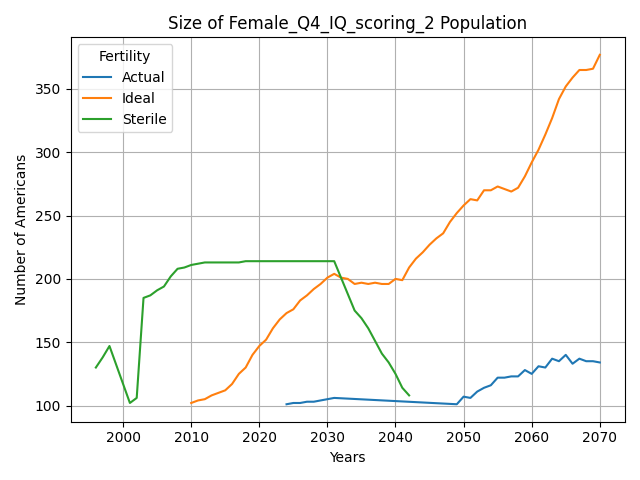 Size of Female_Q4_IQ_scoring_2 Population
Fertility
Actual
Ideal
Sterile
Number of Americans
350
300
250
200
150
100
2000
2010
2020
2030
2040
2050
2060
2070
Years